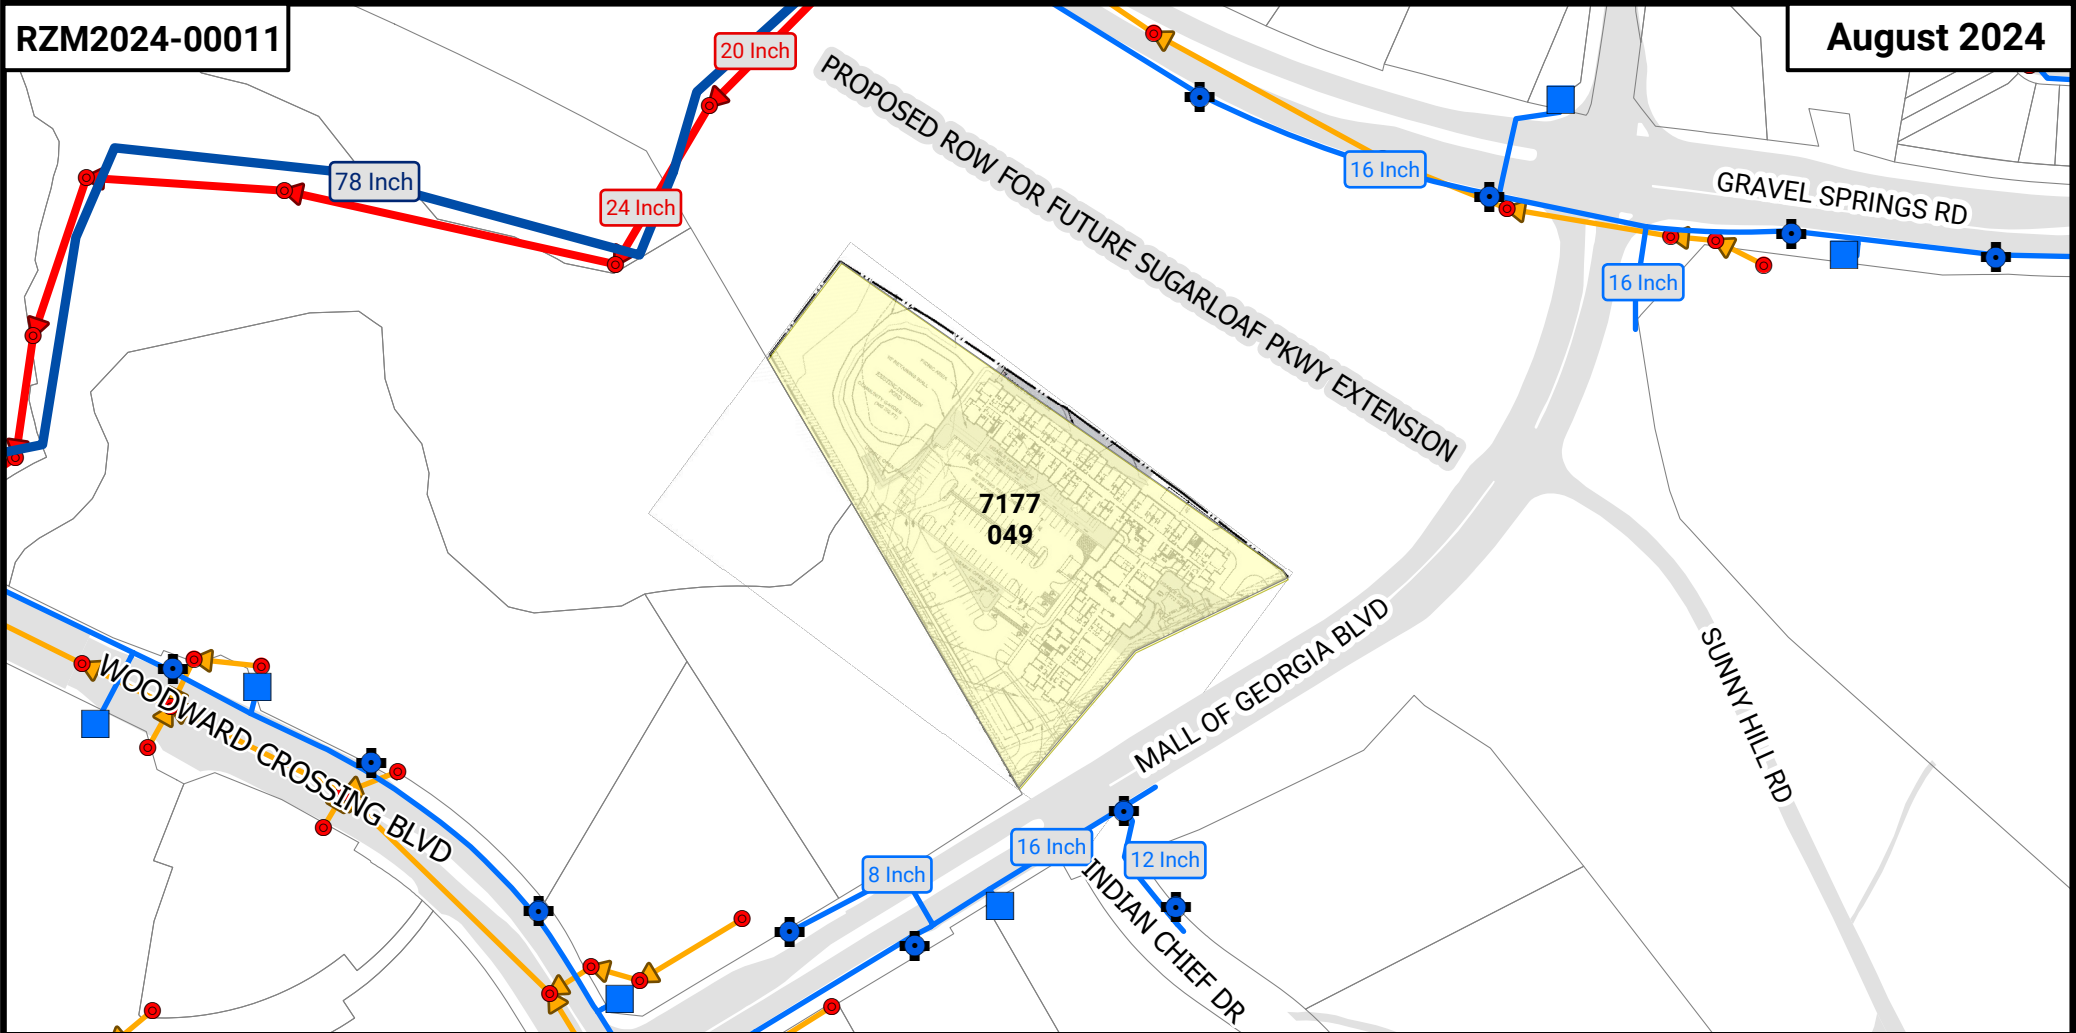 RZM2024-00011
August 2024
20 Inch
PROPOSED ROW FOR FUTURE SUGARLOAF PKWY EXTENSION
78 Inch
24 Inch
16 Inch
GRAVEL SPRINGS RD
16 Inch
7177
049
MALL OF GEORGIA BLVD
SUNNY HILL RD
WOODWARD CROSSING BLVD
16 Inch
12 Inch
8 Inch
INDIAN CHIEF DR